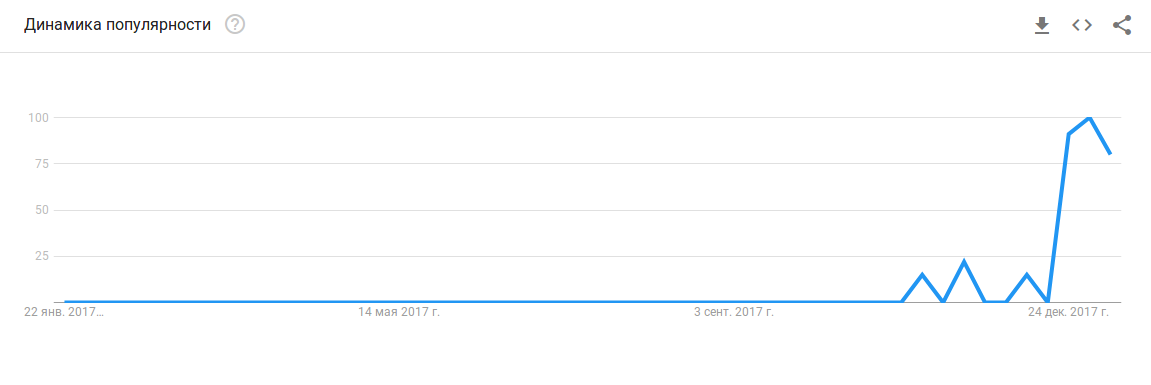 Динамика популярности ?
100
75
50
25
22 янв. 2017...
14 мая 2017 г.
3 сент. 2017 г.
24 дек. 2017 г.